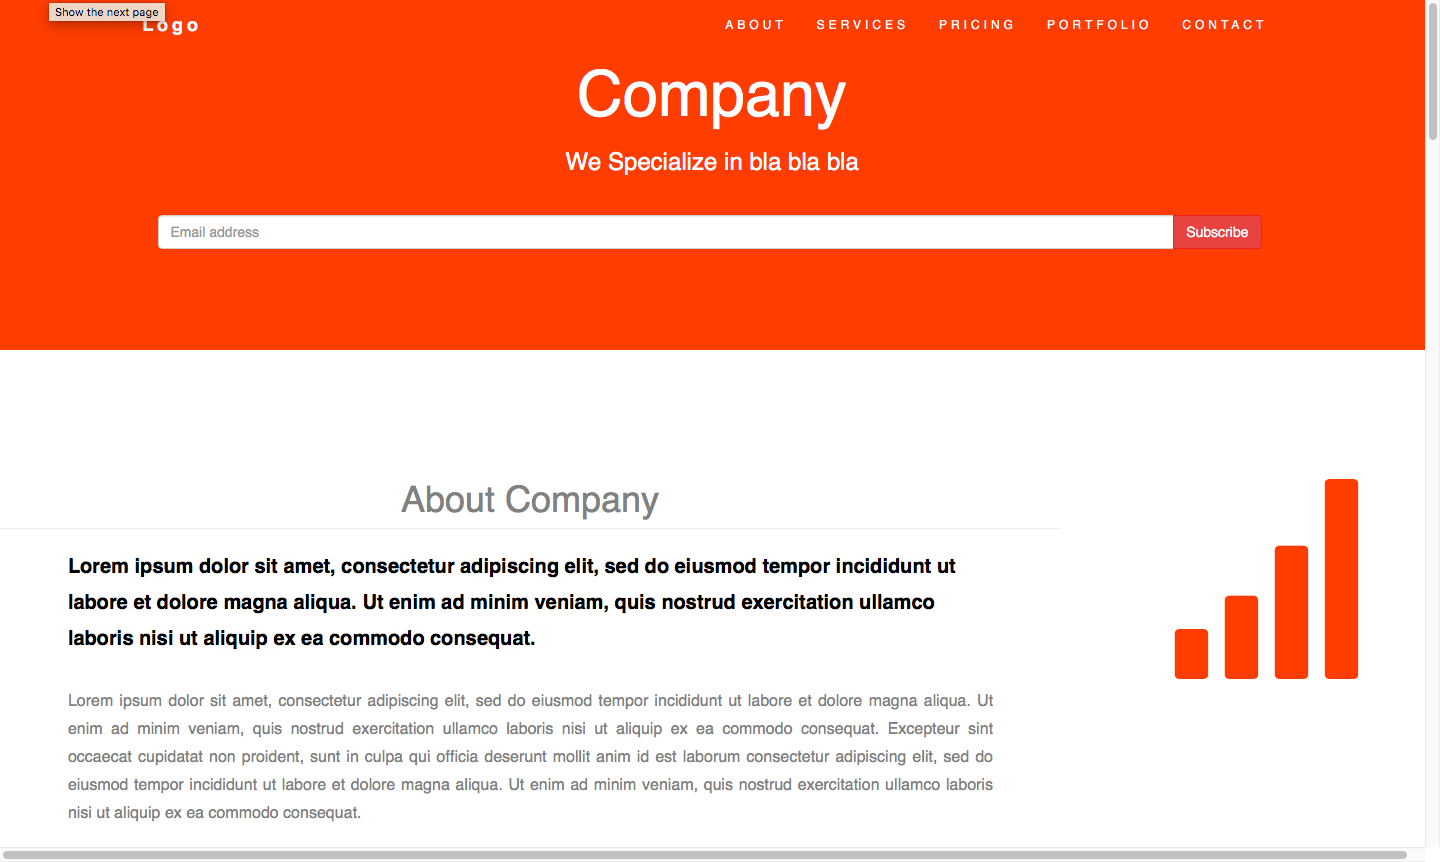 Show the next page
Logo
ABOUT SERVICES PRICING PORTFOLIO CONTACT
Company
We Specialize in bla bla bla
Email address
Subscribe
About Company
Lorem ipsum dolor sit amet, consectetur adipiscing elit, sed do eiusmod tempor incididunt ut
labore et dolore magna aliqua. Ut enim ad minim veniam, quis nostrud exercitation ullamco
laboris nisi ut aliquip ex ea commodo consequat.
Lorem ipsum dolor sit amet, consectetur adipiscing elit, sed do eiusmod tempor incididunt ut labore et dolore magna aliqua. Ut
enim ad minim veniam, quis nostrud exercitation ullamco laboris nisi ut aliquip ex ea commodo consequat. Excepteur sint
occaecat cupidatat non proident, sunt in culpa qui officia deserunt mollit anim id est laborum consectetur adipiscing elit, sed do
eiusmod tempor incididunt ut labore et dolore magna aliqua. Ut enim ad minim veniam, quis nostrud exercitation ullamco laboris
nisi ut aliquip ex ea commodo consequat.